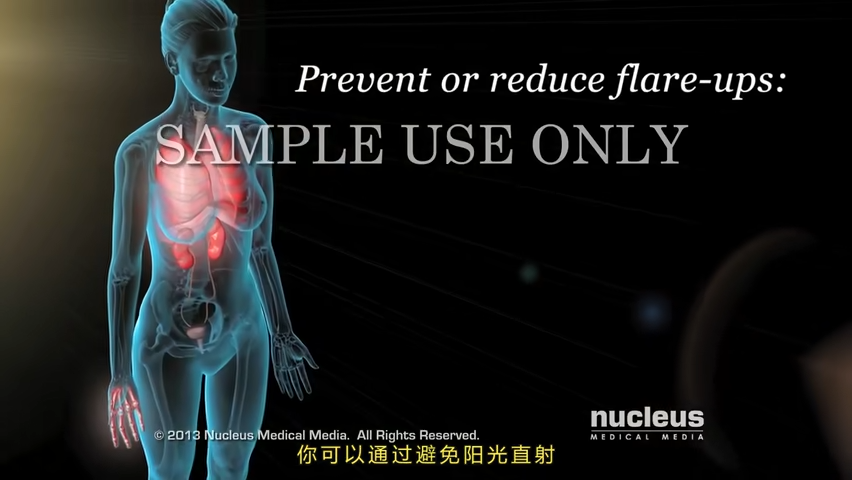 Prevent or reduce flare-ups:
SAMPLE USE ONLY
nucleus
MEDICAL MEDIA
© 2013 Nucleus Medical Media. All Rights Reserved.
你可以通过避免阳光直射